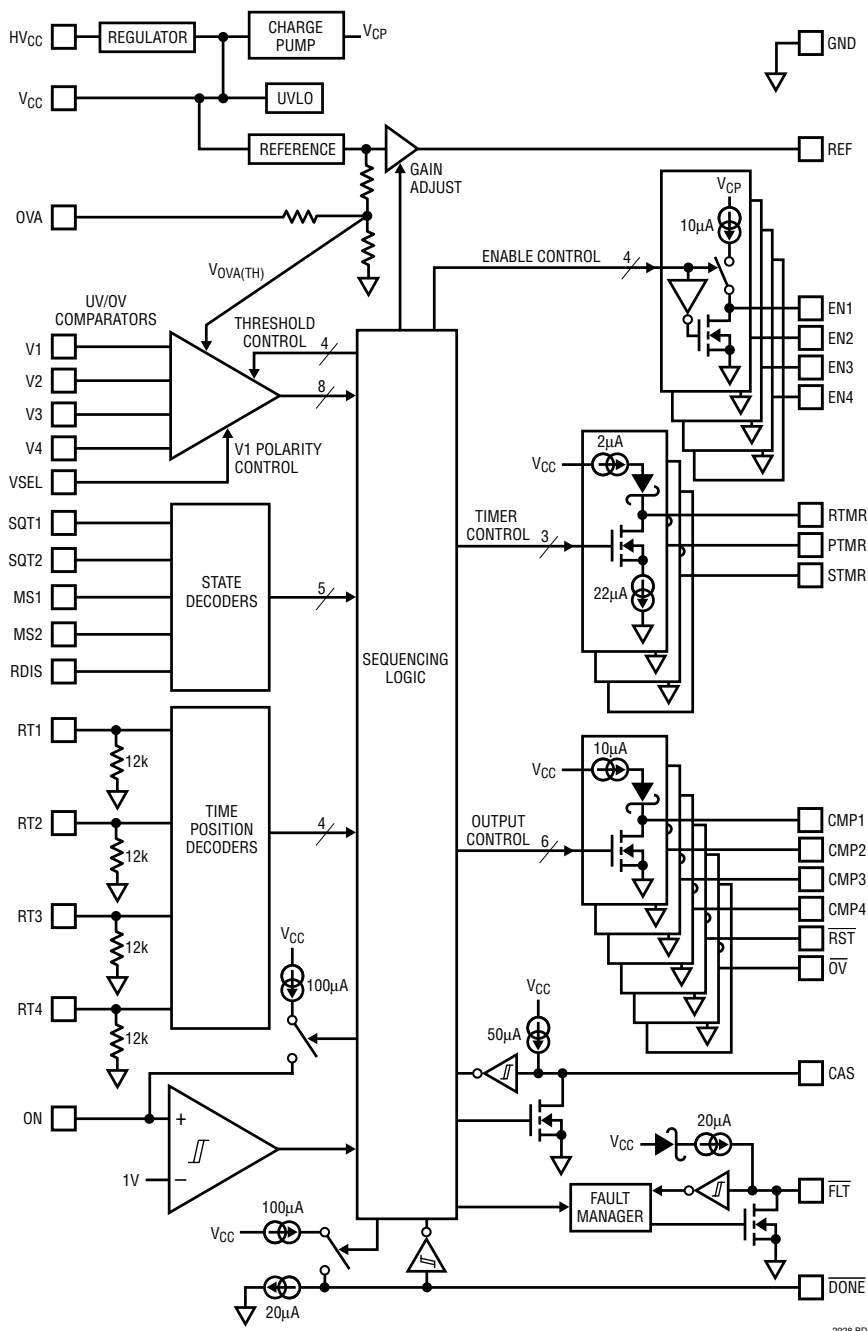 HVCC
REGULATOR
CHARGE
PUMP
VCP
GND
VCC
UVLO
REFERENCE
REF
GAIN
ADJUST
OVA
VOVA(TH)
ENABLE CONTROL
4
VCP
10µA
EN1
EN2
EN3
EN4
UV/OV
COMPARATORS
THRESHOLD
CONTROL
4
8
V1 POLARITY
CONTROL
V1
V2
V3
V4
VSEL
SQT1
SQT2
MS1
MS2
RDIS
STATE
DECODERS
5
SEQUENCING
LOGIC
TIMER
CONTROL
3
VCC
2µA
22µA
RTMR
PTMR
STMR
RT1
12k
RT2
12k
RT3
12k
RT4
12k
TIME
POSITION
DECODERS
4
OUTPUT
CONTROL
6
VCC
10µA
CMP1
CMP2
CMP3
CMP4
RST
OV
VCC
100µA
VCC
50µA
CAS
ON
+
1V
–
VCC
20µA
FAULT
MANAGER
FLT
VCC
100µA
20µA
DONE
2928 BD